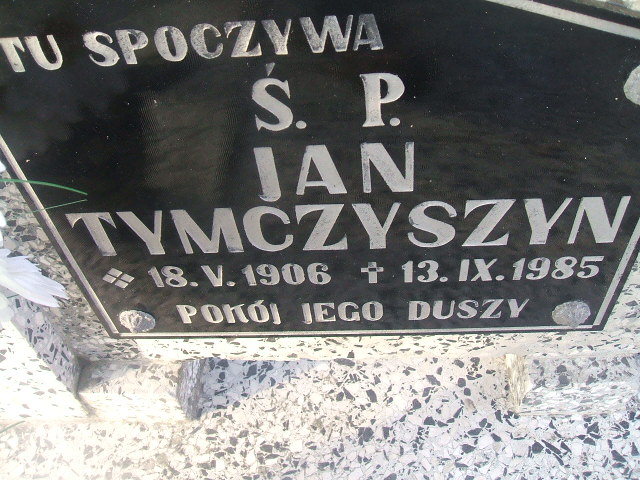 TU SPOCZYWA
Ś. P.
JAN
TYMCZYSZYN
18. V. 1906 ✝ 13. IX. 1985
POKÓJ JEGO DUSZY